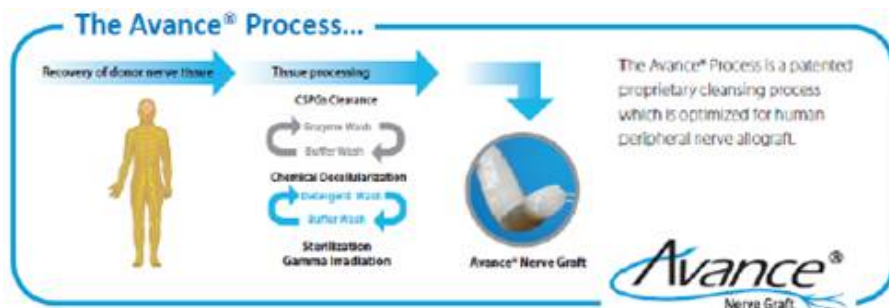 The Avance® Process...
Recovery of donor nerve tissue
Tissue processing
CSPGs Clearance
Enzyme Wash
Buffer Wash
Chemical Decellularization
Detergent Wash
Buffer Wash
Sterilization
Gamma Irradiation
Avance® Nerve Graft
The Avance® Process is a patented
proprietary cleansing process
which is optimized for human
peripheral nerve allograft.
Avance®
Nerve Graft